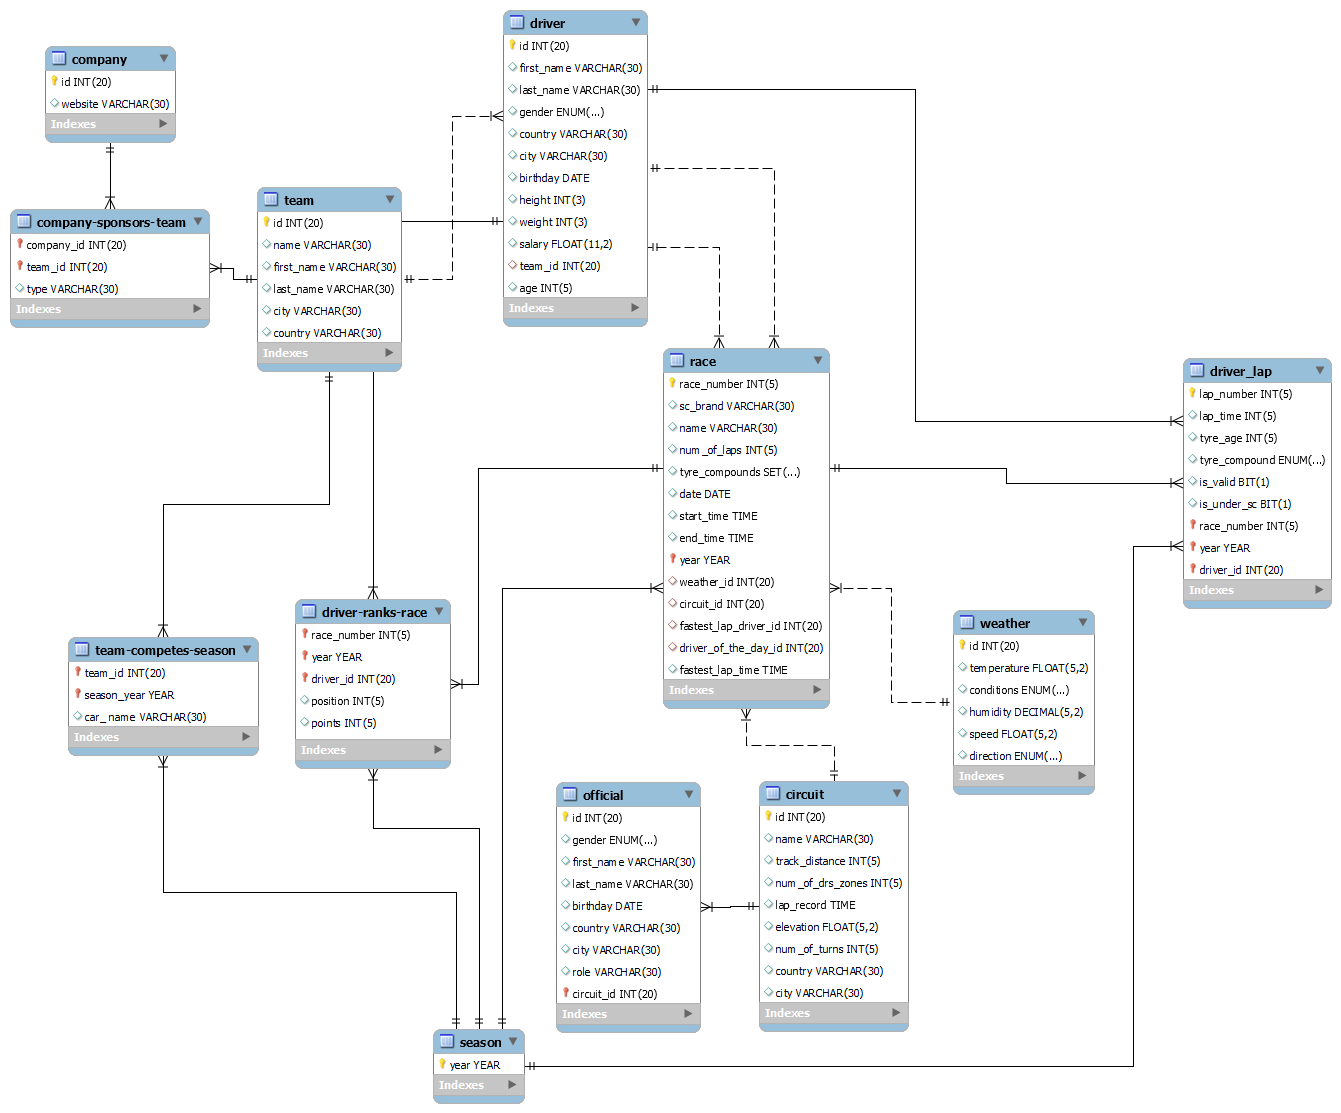 driver
id INT(20)
first_name VARCHAR(30)
last_name VARCHAR(30)
gender ENUM(...)
country VARCHAR(30)
city VARCHAR(30)
birthday DATE
height INT(3)
weight INT(3)
salary FLOAT(11,2)
team_id INT(20)
age INT(5)
Indexes
company
id INT(20)
website VARCHAR(30)
Indexes
company-sponsors-team
company_id INT(20)
team_id INT(20)
type VARCHAR(30)
Indexes
team
id INT(20)
name VARCHAR(30)
first_name VARCHAR(30)
last_name VARCHAR(30)
city VARCHAR(30)
country VARCHAR(30)
Indexes
race
race_number INT(5)
sc_brand VARCHAR(30)
name VARCHAR(30)
num_of_laps INT(5)
tyre_compounds SET(...)
date DATE
start_time TIME
end_time TIME
year YEAR
weather_id INT(20)
circuit_id INT(20)
fastest_lap_driver_id INT(20)
driver_of_the_day_id INT(20)
fastest_lap_time TIME
Indexes
driver_lap
lap_number INT(5)
lap_time INT(5)
tyre_age INT(5)
tyre_compound ENUM(...)
is_valid BIT(1)
is_under_sc BIT(1)
race_number INT(5)
year YEAR
driver_id INT(20)
Indexes
driver-ranks-race
race_number INT(5)
year YEAR
driver_id INT(20)
position INT(5)
points INT(5)
Indexes
team-competes-season
team_id INT(20)
season_year YEAR
car_name VARCHAR(30)
Indexes
weather
id INT(20)
temperature FLOAT(5,2)
conditions ENUM(...)
humidity DECIMAL(5,2)
speed FLOAT(5,2)
direction ENUM(...)
Indexes
official
id INT(20)
gender ENUM(...)
first_name VARCHAR(30)
last_name VARCHAR(30)
birthday DATE
country VARCHAR(30)
city VARCHAR(30)
role VARCHAR(30)
circuit_id INT(20)
Indexes
circuit
id INT(20)
name VARCHAR(30)
track_distance INT(5)
num_of_drs_zones INT(5)
lap_record TIME
elevation FLOAT(5,2)
num_of_turns INT(5)
country VARCHAR(30)
city VARCHAR(30)
Indexes
season
year YEAR
Indexes